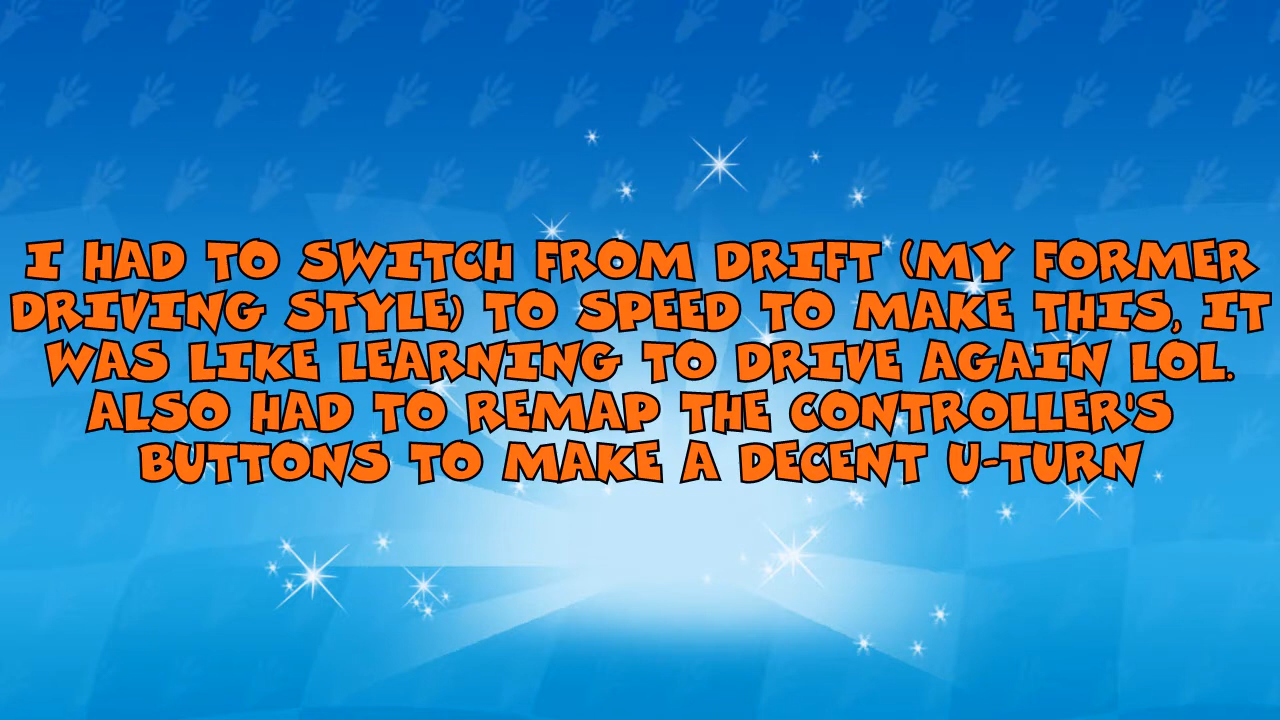 I HAD TO SWITCH FROM DRIFT (MY FORMER
DRIVING STYLE) TO SPEED TO MAKE THIS, IT
WAS LIKE LEARNING TO DRIVE AGAIN LOL.
ALSO HAD TO REMAP THE CONTROLLER'S
BUTTONS TO MAKE A DECENT U-TURN